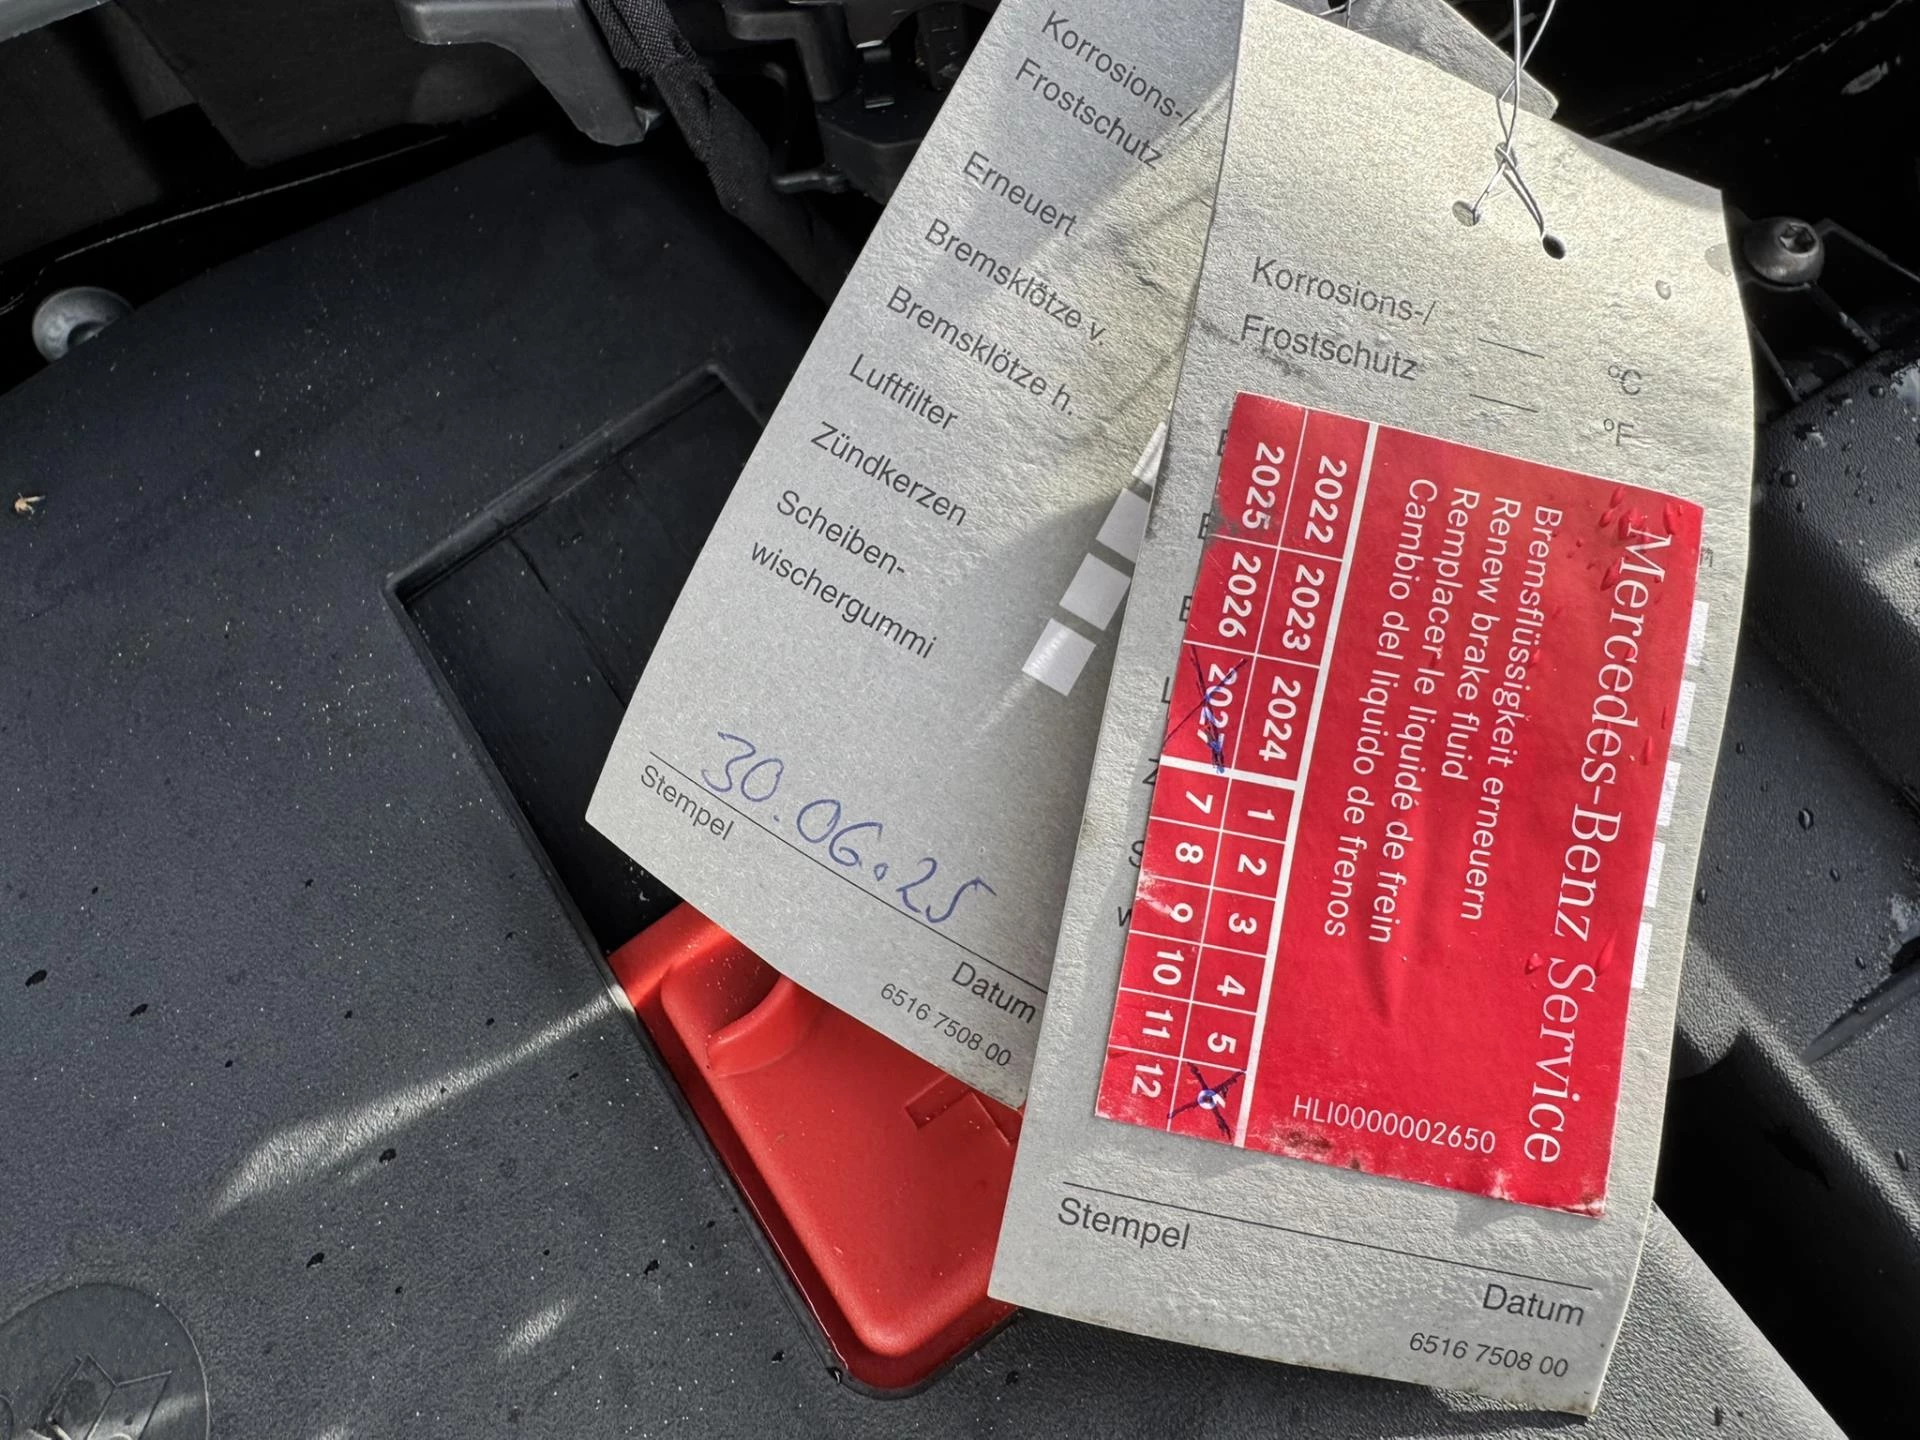 Korrosions-/
Frostschutz
Erneuert
Bremsklötze v.
Bremsklötze h.
Luftfilter
Zündkerzen
Scheiben-
wischergummi
30.06.25
Stempel
Datum
6516 7508 00
Korrosions-/
Frostschutz
°C
°F
Mercedes-Benz Service
Bremsflüssigkeit erneuern
Renew brake fluid
Remplacer le liquide de frein
Cambio del liquido de frenos
HLI0000002650
2022 2023 2024 1 2 3 4 5 6
2025 2026 2027 7 8 9 10 11 12
Stempel
Datum
6516 7508 00